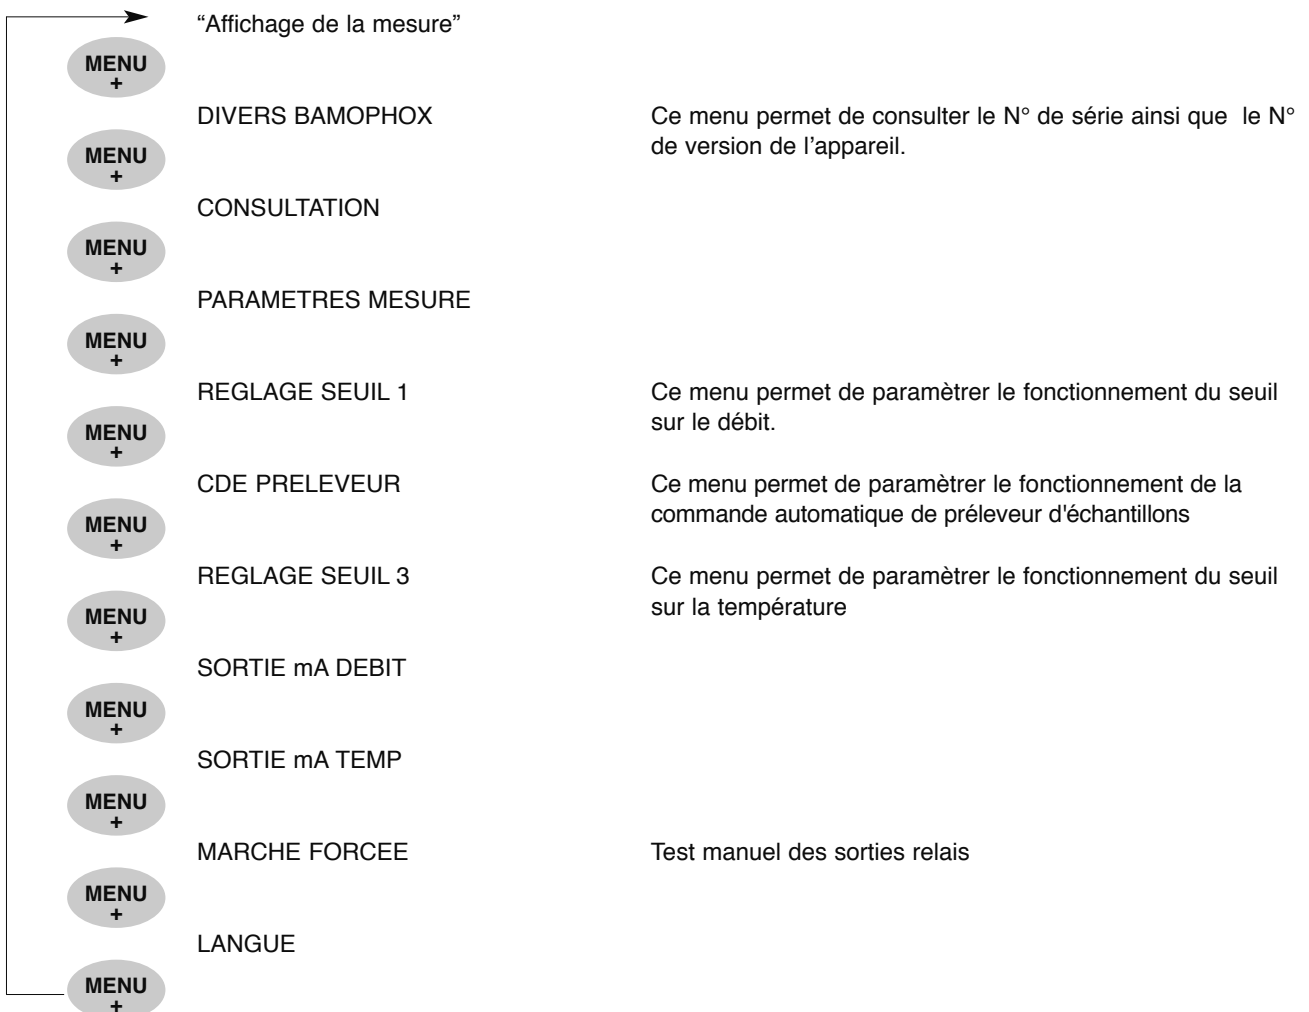 “Affichage de la mesure”
MENU
+
DIVERS BAMOPHOX
Ce menu permet de consulter le N° de série ainsi que le N°
de version de l’appareil.
MENU
+
CONSULTATION
MENU
+
PARAMETRES MESURE
MENU
+
REGLAGE SEUIL 1
Ce menu permet de paramètrer le fonctionnement du seuil
sur le débit.
MENU
+
CDE PRELEVEUR
Ce menu permet de paramètrer le fonctionnement de la
commande automatique de préleveur d'échantillons
MENU
+
REGLAGE SEUIL 3
Ce menu permet de paramètrer le fonctionnement du seuil
sur la température
MENU
+
SORTIE mA DEBIT
MENU
+
SORTIE mA TEMP
MENU
+
MARCHE FORCEE
Test manuel des sorties relais
MENU
+
LANGUE
MENU
+